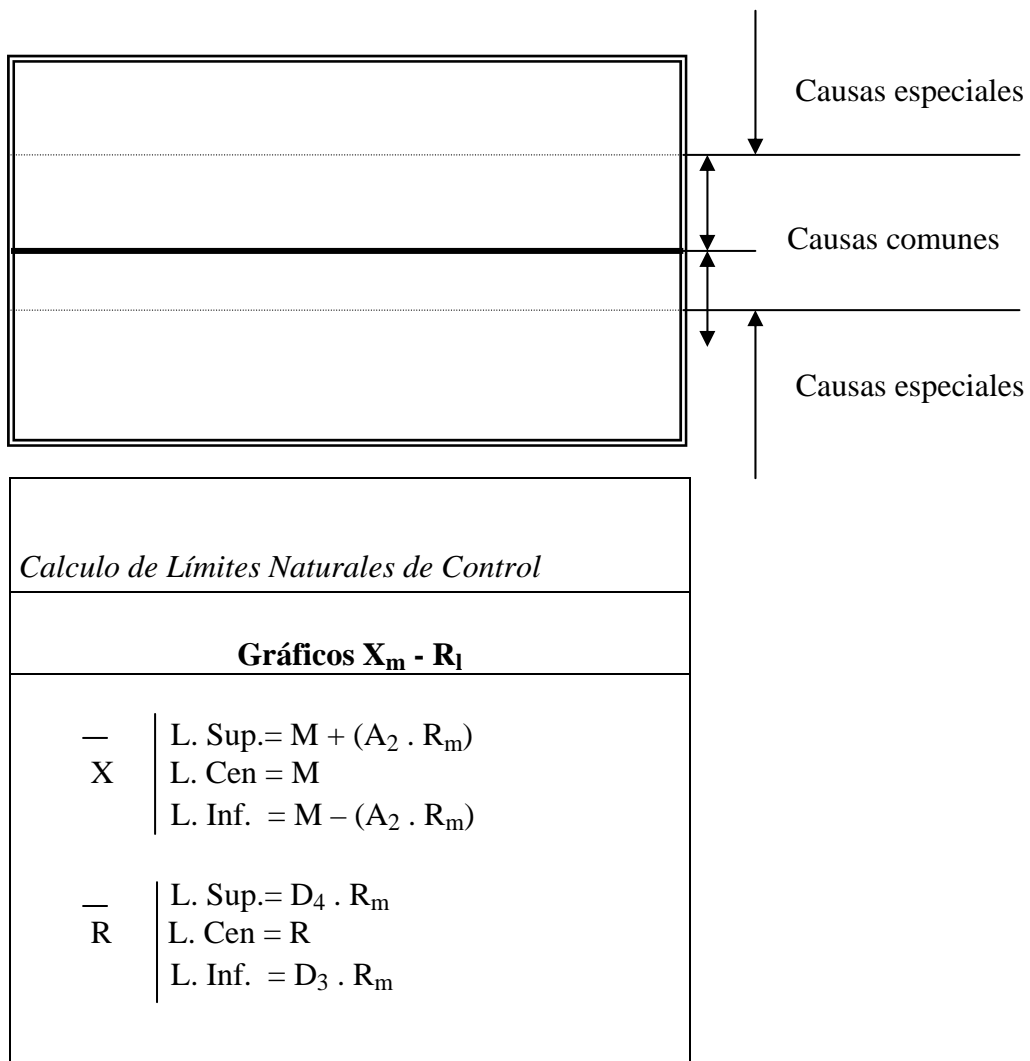 Causas especiales
Causas comunes
Causas especiales
Calculo de Límites Naturales de Control
Gráficos Xₘ - Rₗ
— L. Sup.= M + (A₂ . Rₘ)
X L. Cen = M
L. Inf. = M – (A₂ . Rₘ)
— L. Sup.= D₄ . Rₘ
R L. Cen = R
L. Inf. = D₃ . Rₘ